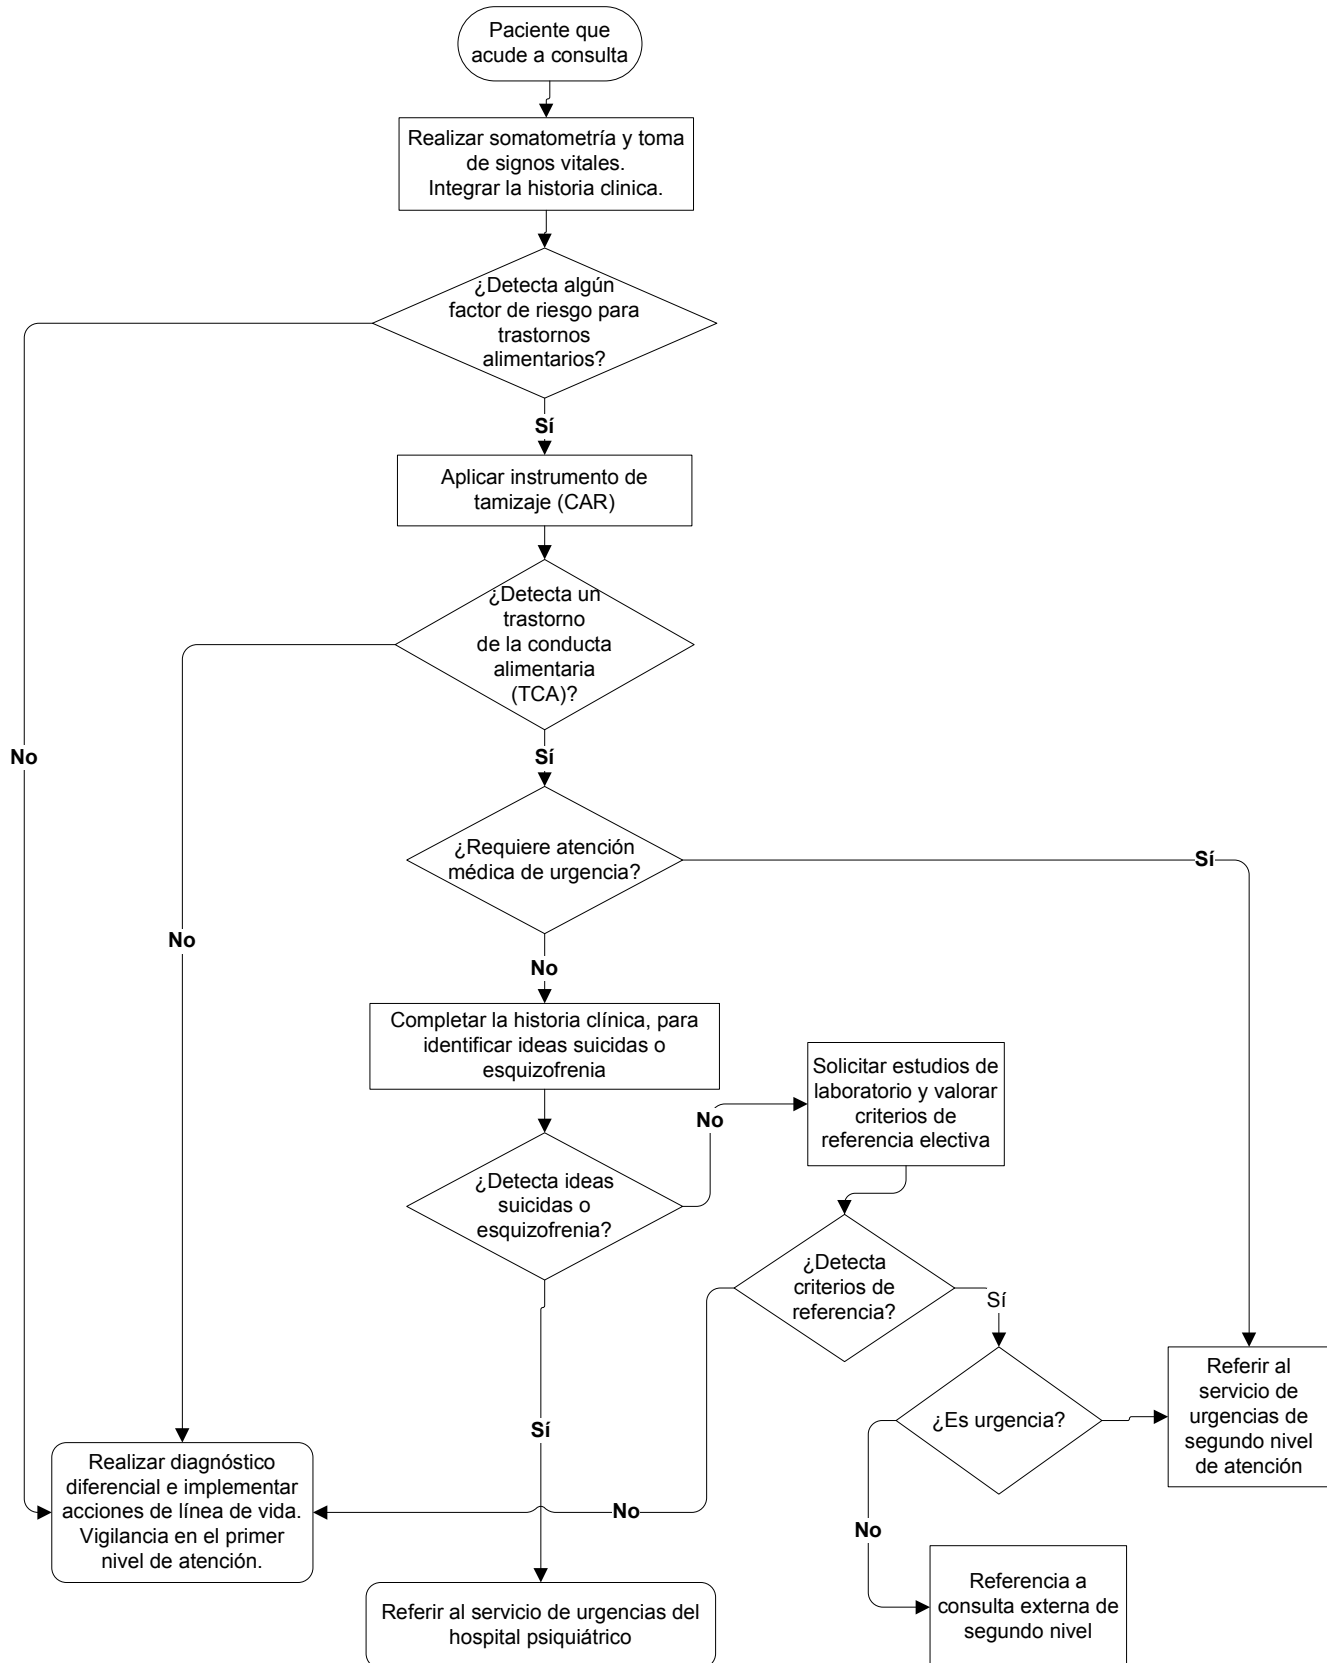 Paciente que
acude a consulta
Realizar somatometría y toma
de signos vitales.
Integrar la historia clinica.
¿Detecta algún
factor de riesgo para
trastornos
alimentarios?
Sí
Aplicar instrumento de
tamizaje (CAR)
¿Detecta un
trastorno
de la conducta
alimentaria
(TCA)?
No
Sí
¿Requiere atención
médica de urgencia?
Sí
No
No
Completar la historia clínica, para
identificar ideas suicidas o
esquizofrenia
Solicitar estudios de
laboratorio y valorar
criterios de
referencia electiva
No
¿Detecta ideas
suicidas o
esquizofrenia?
¿Detecta
criterios de
referencia?
Sí
Referir al
servicio de
urgencias de
segundo nivel
de atención
¿Es urgencia?
Sí
Realizar diagnóstico
diferencial e implementar
acciones de línea de vida.
Vigilancia en el primer
nivel de atención.
No
No
Referencia a
consulta externa de
segundo nivel
Referir al servicio de urgencias del
hospital psiquiátrico